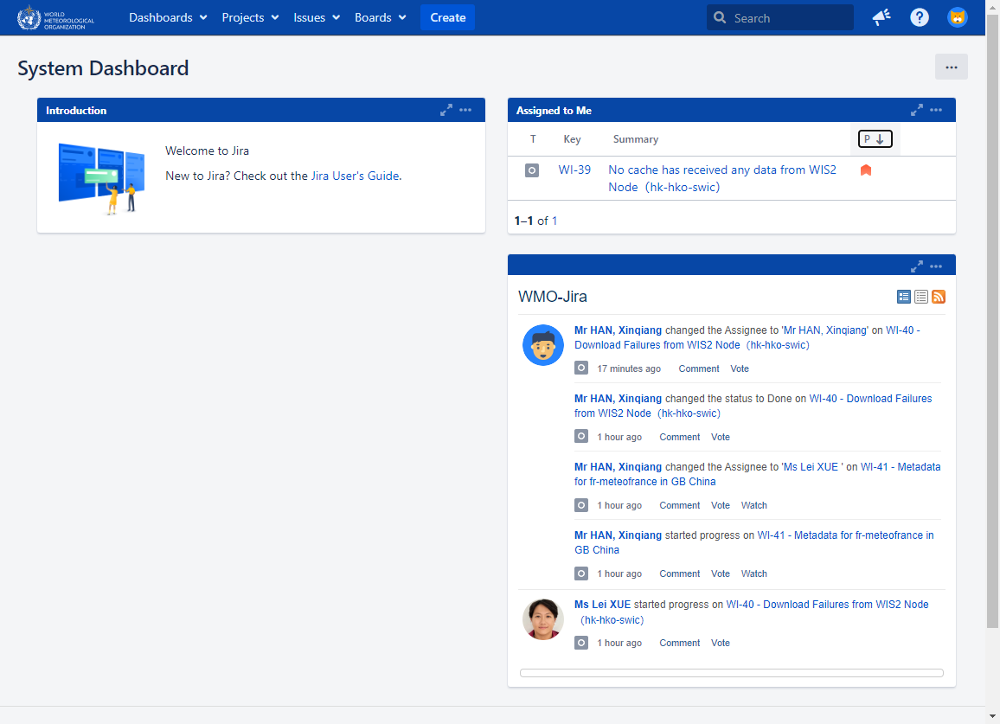 WORLD
METEOROLOGICAL
ORGANIZATION
Dashboards Projects Issues Boards Create Search
System Dashboard
Introduction
Welcome to Jira
New to Jira? Check out the Jira User's Guide.
Assigned to Me
T Key Summary P
WI-39 No cache has received any data from WIS2
Node（hk-hko-swic）
1–1 of 1
WMO-Jira
Mr HAN, Xinqiang changed the Assignee to 'Mr HAN, Xinqiang' on WI-40 -
Download Failures from WIS2 Node（hk-hko-swic）
17 minutes ago Comment Vote
Mr HAN, Xinqiang changed the status to Done on WI-40 - Download Failures
from WIS2 Node（hk-hko-swic）
1 hour ago Comment Vote
Mr HAN, Xinqiang changed the Assignee to 'Ms Lei XUE ' on WI-41 - Metadata
for fr-meteofrance in GB China
1 hour ago Comment Vote Watch
Mr HAN, Xinqiang started progress on WI-41 - Metadata for fr-meteofrance in
GB China
1 hour ago Comment Vote Watch
Ms Lei XUE started progress on WI-40 - Download Failures from WIS2 Node
（hk-hko-swic）
1 hour ago Comment Vote